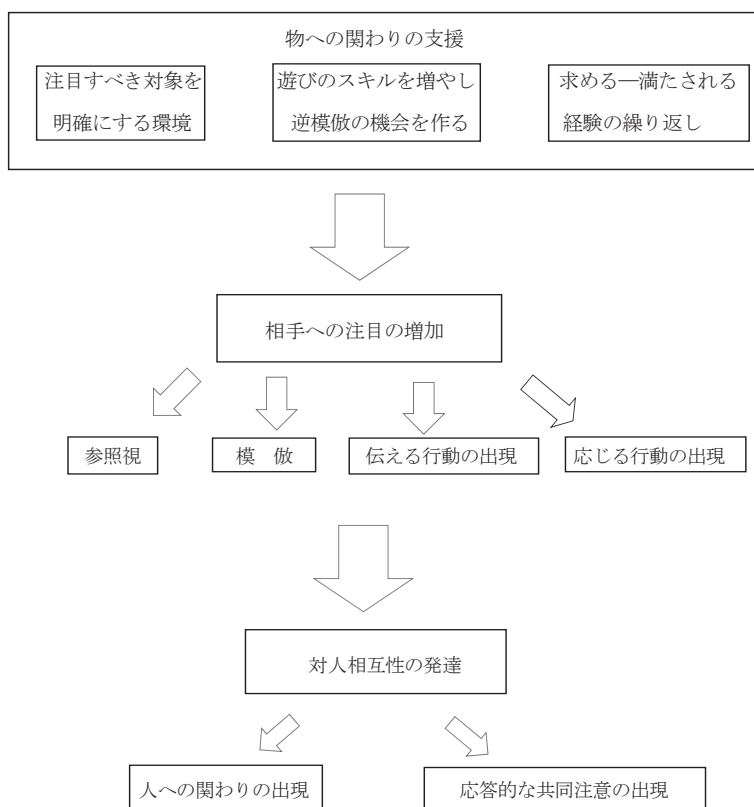 物への関わりの支援
注目すべき対象を
明確にする環境
遊びのスキルを増やし
逆模倣の機会を作る
求める―満たされる
経験の繰り返し
相手への注目の増加
参照視
模　倣
伝える行動の出現
応じる行動の出現
対人相互性の発達
人への関わりの出現
応答的な共同注意の出現